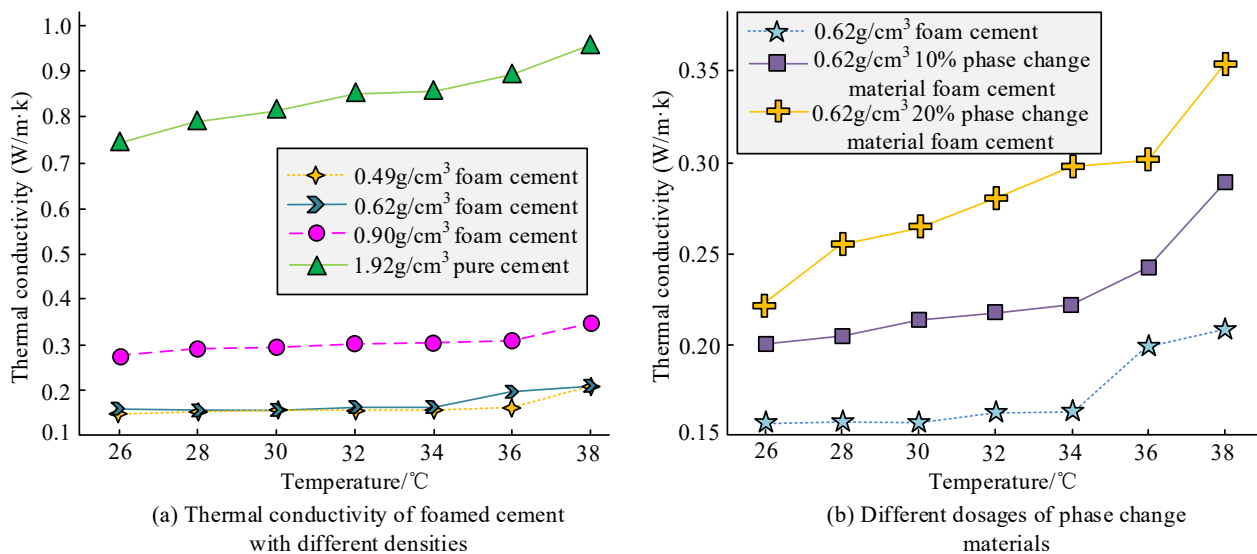 Thermal conductivity (W/m·k)
1.0
0.9
0.8
0.7
0.6
0.5
0.4
0.3
0.2
0.1
0.49g/cm³ foam cement
0.62g/cm³ foam cement
0.90g/cm³ foam cement
1.92g/cm³ pure cement
26 28 30 32 34 36 38
Temperature/℃
(a) Thermal conductivity of foamed cement
with different densities
Thermal conductivity (W/m·k)
0.35
0.30
0.25
0.20
0.15
0.62g/cm³ foam cement
0.62g/cm³ 10% phase change
material foam cement
0.62g/cm³ 20% phase change
material foam cement
26 28 30 32 34 36 38
Temperature/℃
(b) Different dosages of phase change
materials